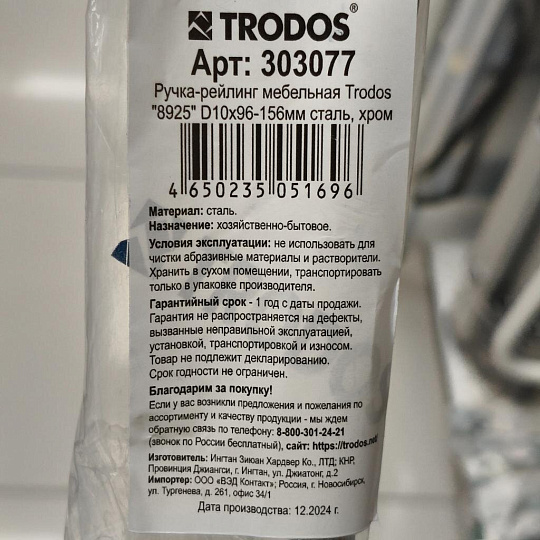 TRODOS®
Арт: 303077
Ручка-рейлинг мебельная Trodos
"8925" D10x96-156мм сталь, хром
4 650235 051696
Материал: сталь.
Назначение: хозяйственно-бытовое.
Условия эксплуатации: не использовать для
чистки абразивные материалы и растворители.
Хранить в сухом помещении, транспортировать
только в упаковке производителя.
Гарантийный срок - 1 год с даты продажи.
Гарантия не распространяется на дефекты,
вызванные неправильной эксплуатацией,
установкой, транспортировкой и износом.
Товар не подлежит декларированию.
Срок годности не ограничен.
Благодарим за покупку!
Если у вас возникли предложения и пожелания по
ассортименту и качеству продукции - мы ждем
обратную связь по телефону: 8-800-301-24-21
(звонок по России бесплатный), сайт: https://trodos.net
Изготовитель: Ингтан Зиюан Хардвер Ко., ЛТД; КНР,
Провинция Джиангси, г. Ингтан, ул. Джиатонг, д.2
Импортер: ООО «ВЭД Контакт»; Россия, г. Новосибирск,
ул. Тургенева, д. 261, офис 34/1
Дата производства: 12.2024 г.